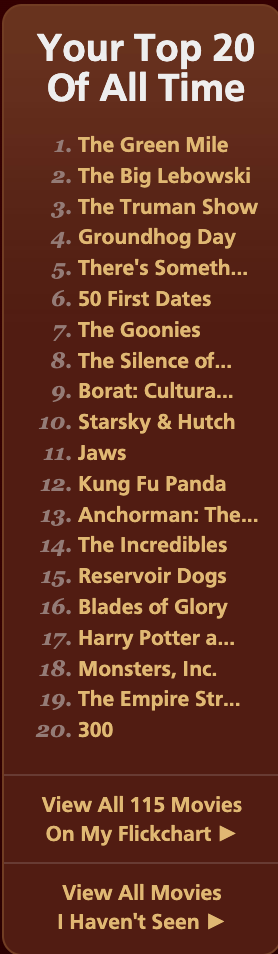 Your Top 20
Of All Time
1. The Green Mile
2. The Big Lebowski
3. The Truman Show
4. Groundhog Day
5. There's Someth...
6. 50 First Dates
7. The Goonies
8. The Silence of...
9. Borat: Cultura...
10. Starsky & Hutch
11. Jaws
12. Kung Fu Panda
13. Anchorman: The...
14. The Incredibles
15. Reservoir Dogs
16. Blades of Glory
17. Harry Potter a...
18. Monsters, Inc.
19. The Empire Str...
20. 300
View All 115 Movies
On My Flickchart ►
View All Movies
I Haven't Seen ►